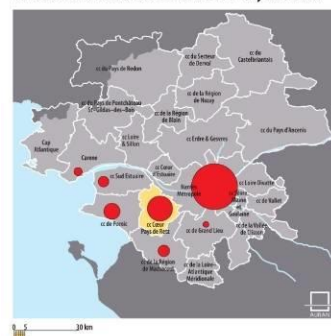 cc du Secteur
de Derval
cc du
Castelbriantais
cc du Pays de Redon
cc de la Région
de Nozay
cc du Pays de Pontchâteau
St-Gildas-des-Bois
cc de la Région
de Blain
cc Loire
& Sillon
cc Erdre & Gesvres
cc du Pays d'Ancenis
Cap
Atlantique
Carene
cc Cœur
d'Estuaire
cc Sud Estuaire
Nantes
Métropole
cc Loire Divatte
cc de Vallet
cc de Pornic
cc Cœur
Pays de Retz
cc de Grand Lieu
cc de la Vallée
de Clisson
cc de la Région
de Machecoul
cc de la Loire-
Atlantique
Méridionale
AURAN
0 5 10 km